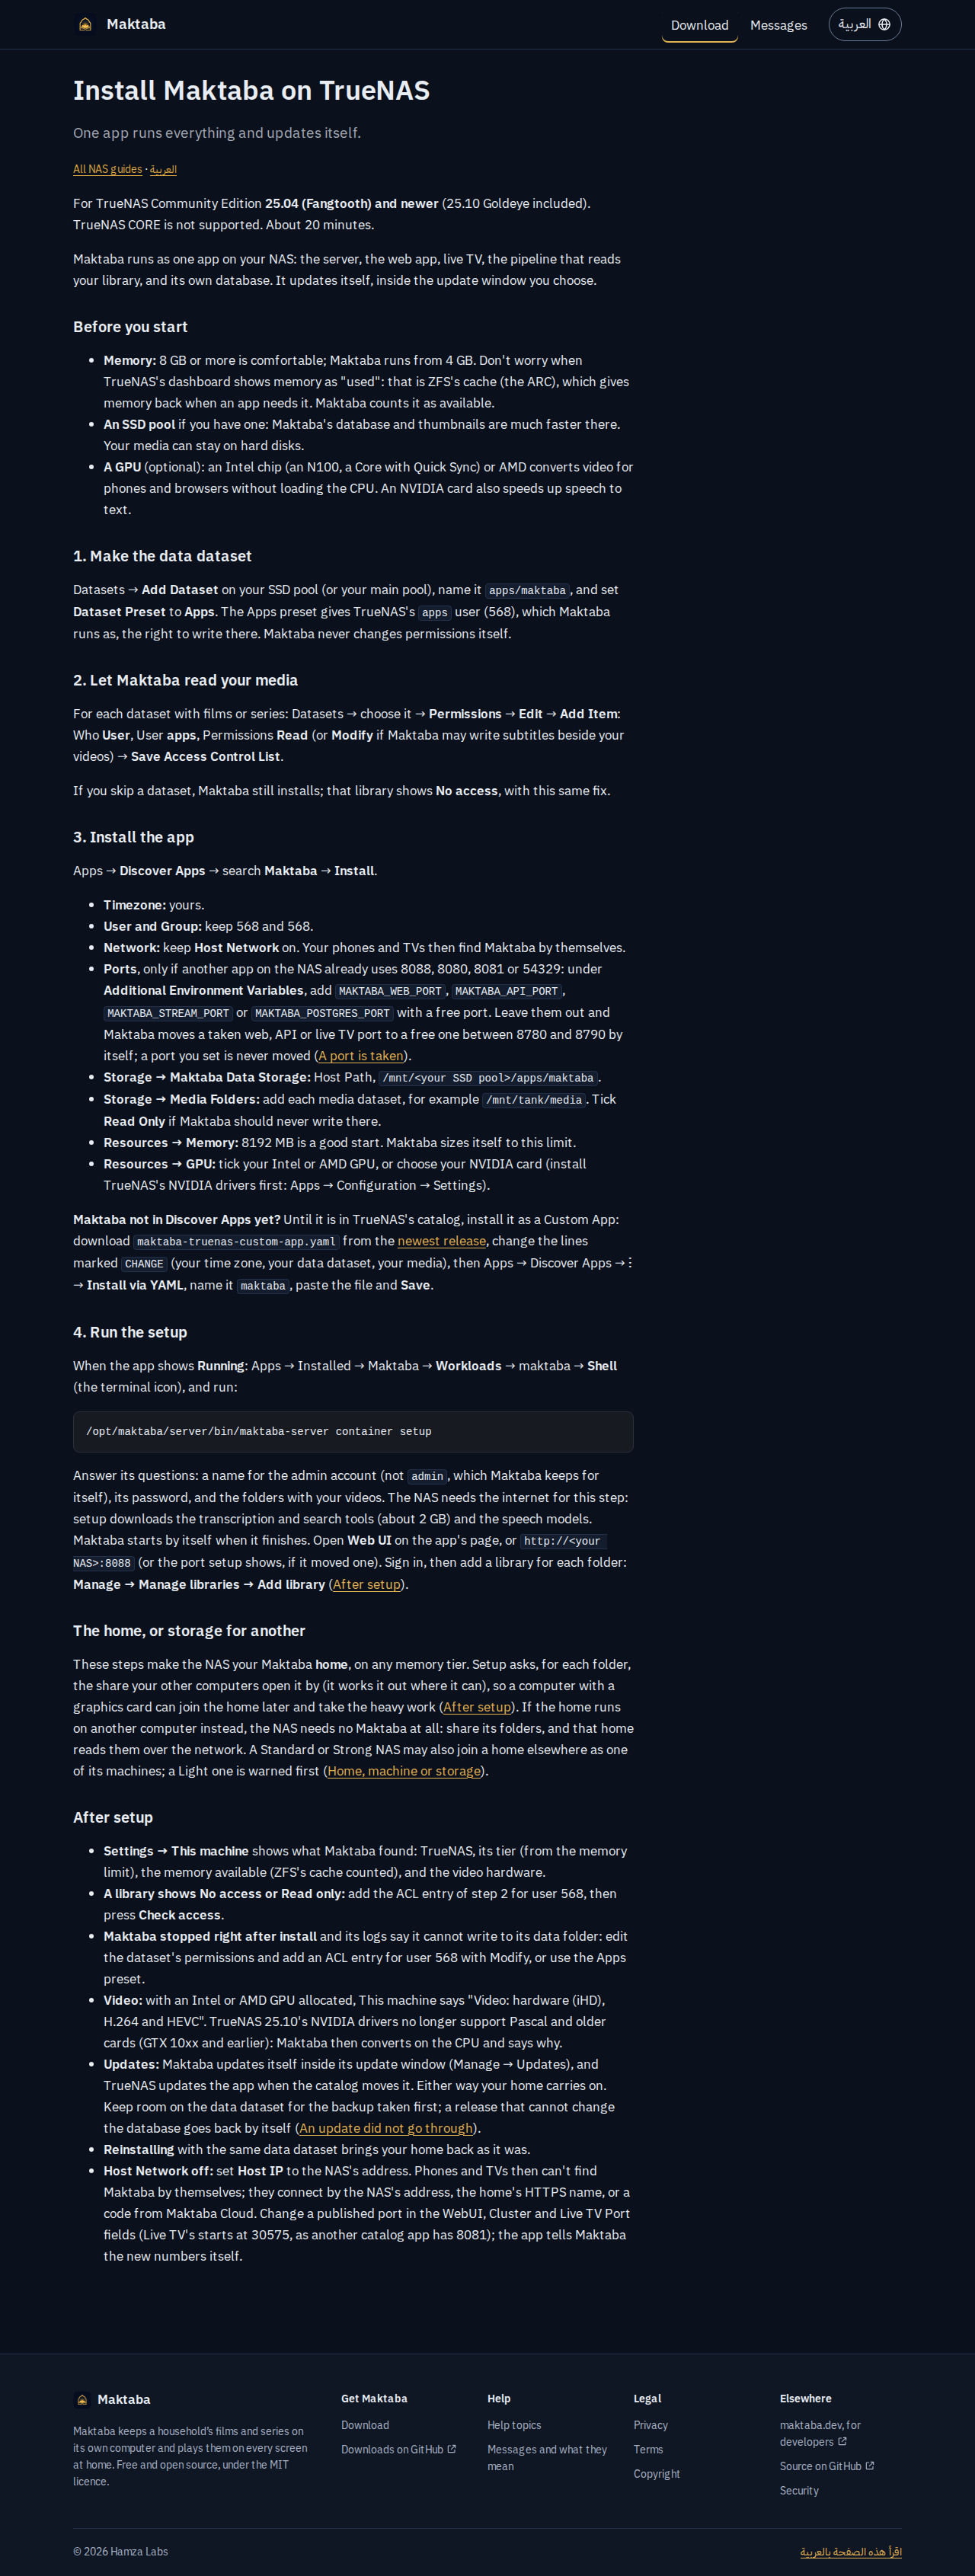 Maktaba
Download
Messages
العربية
Install Maktaba on TrueNAS
One app runs everything and updates itself.
All NAS guides · العربية
For TrueNAS Community Edition 25.04 (Fangtooth) and newer (25.10 Goldeye included).
TrueNAS CORE is not supported. About 20 minutes.
Maktaba runs as one app on your NAS: the server, the web app, live TV, the pipeline that reads
your library, and its own database. It updates itself, inside the update window you choose.
Before you start
• Memory: 8 GB or more is comfortable; Maktaba runs from 4 GB. Don't worry when
TrueNAS's dashboard shows memory as "used": that is ZFS's cache (the ARC), which gives
memory back when an app needs it. Maktaba counts it as available.
• An SSD pool if you have one: Maktaba's database and thumbnails are much faster there.
Your media can stay on hard disks.
• A GPU (optional): an Intel chip (an N100, a Core with Quick Sync) or AMD converts video for
phones and browsers without loading the CPU. An NVIDIA card also speeds up speech to
text.
1. Make the data dataset
Datasets → Add Dataset on your SSD pool (or your main pool), name it apps/maktaba, and set
Dataset Preset to Apps. The Apps preset gives TrueNAS's apps user (568), which Maktaba
runs as, the right to write there. Maktaba never changes permissions itself.
2. Let Maktaba read your media
For each dataset with films or series: Datasets → choose it → Permissions → Edit → Add Item:
Who User, User apps, Permissions Read (or Modify if Maktaba may write subtitles beside your
videos) → Save Access Control List.
If you skip a dataset, Maktaba still installs; that library shows No access, with this same fix.
3. Install the app
Apps → Discover Apps → search Maktaba → Install.
• Timezone: yours.
• User and Group: keep 568 and 568.
• Network: keep Host Network on. Your phones and TVs then find Maktaba by themselves.
• Ports, only if another app on the NAS already uses 8088, 8080, 8081 or 54329: under
Additional Environment Variables, add MAKTABA_WEB_PORT, MAKTABA_API_PORT,
MAKTABA_STREAM_PORT or MAKTABA_POSTGRES_PORT with a free port. Leave them out and
Maktaba moves a taken web, API or live TV port to a free one between 8780 and 8790 by
itself; a port you set is never moved (A port is taken).
• Storage → Maktaba Data Storage: Host Path, /mnt/<your SSD pool>/apps/maktaba.
• Storage → Media Folders: add each media dataset, for example /mnt/tank/media. Tick
Read Only if Maktaba should never write there.
• Resources → Memory: 8192 MB is a good start. Maktaba sizes itself to this limit.
• Resources → GPU: tick your Intel or AMD GPU, or choose your NVIDIA card (install
TrueNAS's NVIDIA drivers first: Apps → Configuration → Settings).
Maktaba not in Discover Apps yet? Until it is in TrueNAS's catalog, install it as a Custom App:
download maktaba-truenas-custom-app.yaml from the newest release, change the lines
marked CHANGE (your time zone, your data dataset, your media), then Apps → Discover Apps → ⋮
→ Install via YAML, name it maktaba, paste the file and Save.
4. Run the setup
When the app shows Running: Apps → Installed → Maktaba → Workloads → maktaba → Shell
(the terminal icon), and run:
/opt/maktaba/server/bin/maktaba-server container setup
Answer its questions: a name for the admin account (not admin, which Maktaba keeps for
itself), its password, and the folders with your videos. The NAS needs the internet for this step:
setup downloads the transcription and search tools (about 2 GB) and the speech models.
Maktaba starts by itself when it finishes. Open Web UI on the app's page, or http://<your
NAS>:8088 (or the port setup shows, if it moved one). Sign in, then add a library for each folder:
Manage → Manage libraries → Add library (After setup).
The home, or storage for another
These steps make the NAS your Maktaba home, on any memory tier. Setup asks, for each folder,
the share your other computers open it by (it works it out where it can), so a computer with a
graphics card can join the home later and take the heavy work (After setup). If the home runs
on another computer instead, the NAS needs no Maktaba at all: share its folders, and that home
reads them over the network. A Standard or Strong NAS may also join a home elsewhere as one
of its machines; a Light one is warned first (Home, machine or storage).
After setup
• Settings → This machine shows what Maktaba found: TrueNAS, its tier (from the memory
limit), the memory available (ZFS's cache counted), and the video hardware.
• A library shows No access or Read only: add the ACL entry of step 2 for user 568, then
press Check access.
• Maktaba stopped right after install and its logs say it cannot write to its data folder: edit
the dataset's permissions and add an ACL entry for user 568 with Modify, or use the Apps
preset.
• Video: with an Intel or AMD GPU allocated, This machine says "Video: hardware (iHD),
H.264 and HEVC". TrueNAS 25.10's NVIDIA drivers no longer support Pascal and older
cards (GTX 10xx and earlier): Maktaba then converts on the CPU and says why.
• Updates: Maktaba updates itself inside its update window (Manage → Updates), and
TrueNAS updates the app when the catalog moves it. Either way your home carries on.
Keep room on the data dataset for the backup taken first; a release that cannot change
the database goes back by itself (An update did not go through).
• Reinstalling with the same data dataset brings your home back as it was.
• Host Network off: set Host IP to the NAS's address. Phones and TVs then can't find
Maktaba by themselves; they connect by the NAS's address, the home's HTTPS name, or a
code from Maktaba Cloud. Change a published port in the WebUI, Cluster and Live TV Port
fields (Live TV's starts at 30575, as another catalog app has 8081); the app tells Maktaba
the new numbers itself.
Maktaba
Maktaba keeps a household's films and series on
its own computer and plays them on every screen
at home. Free and open source, under the MIT
licence.
Get Maktaba
Download
Downloads on GitHub
Help
Help topics
Messages and what they
mean
Legal
Privacy
Terms
Copyright
Elsewhere
maktaba.dev, for
developers
Source on GitHub
Security
© 2026 Hamza Labs
اقرأ هذه الصفحة بالعربية